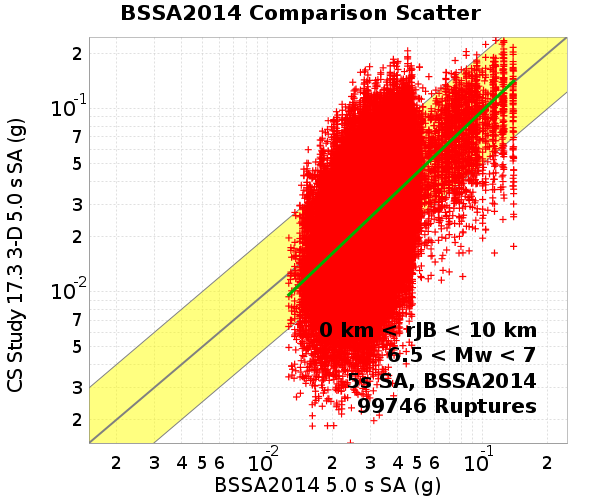 BSSA2014 Comparison Scatter
CS Study 17.3 3-D 5.0 s SA (g)
2
10-1
7
5
3
2
10-2
7
5
3
2
0 km < rJB < 10 km
6.5 < Mw < 7
5s SA, BSSA2014
99746 Ruptures
2 3 4 5 6 10-2 2 3 4 5 6 10-1 2
BSSA2014 5.0 s SA (g)